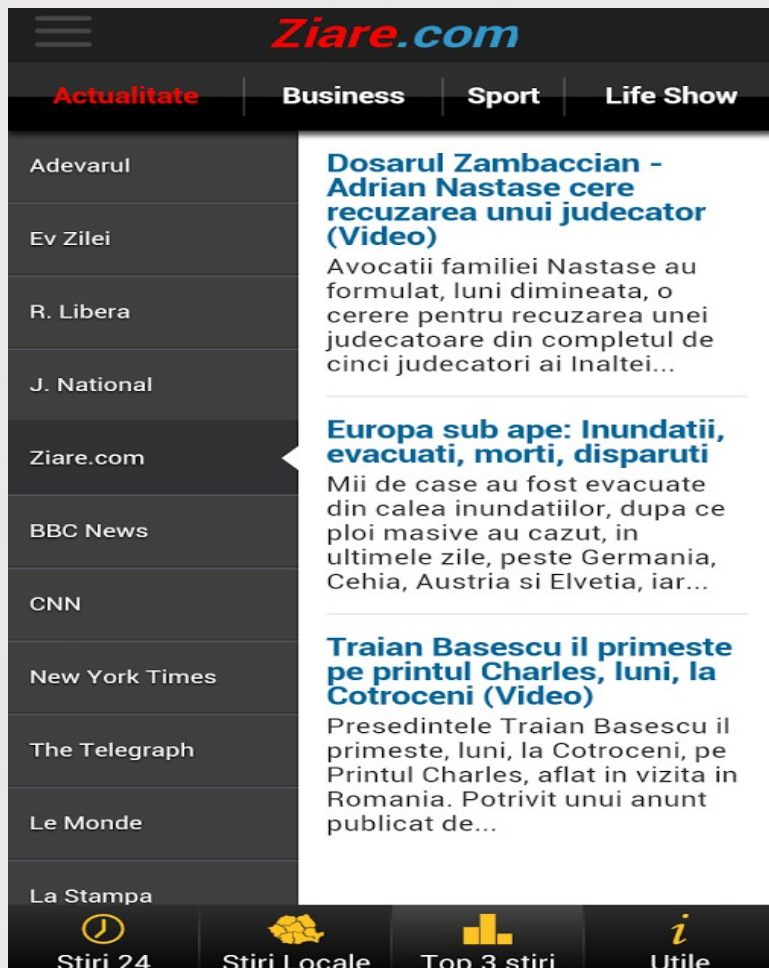 Ziare.com
Actualitate
Business
Sport
Life Show
Adevarul
Ev Zilei
R. Libera
J. National
Ziare.com
BBC News
CNN
New York Times
The Telegraph
Le Monde
La Stampa
Dosarul Zambaccian -
Adrian Nastase cere
recuzarea unui judecator
(Video)
Avocatii familiei Nastase au
formulat, luni dimineata, o
cerere pentru recuzarea unei
judecatoare din completul de
cinci judecatori ai Inaltei...
Europa sub ape: Inundatii,
evacuati, morti, disparuti
Mii de case au fost evacuate
din calea inundatiilor, dupa ce
ploi masive au cazut, in
ultimele zile, peste Germania,
Cehia, Austria si Elvetia, iar...
Traian Basescu il primeste
pe printul Charles, luni, la
Cotroceni (Video)
Presedintele Traian Basescu il
primeste, luni, la Cotroceni, pe
Printul Charles, aflat in vizita in
Romania. Potrivit unui anunt
publicat de...
Stiri 24
Stiri Locale
Top 3 stiri
Utile